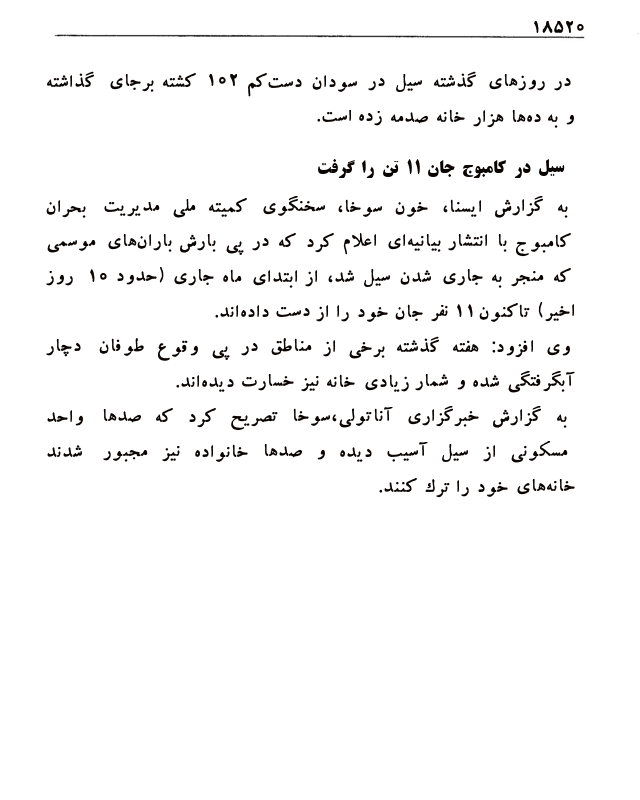 ۱۸۵۲۰
در روزهای گذشته سیل در سودان دست‌کم ۱۰۲ کشته برجای گذاشته
و به ده‌ها هزار خانه صدمه زده است.
سیل در کامبوج جان ۱۱ تن را گرفت
به گزارش ایسنا، خون سوخا، سخنگوی کمیته ملی مدیریت بحران
کامبوج با انتشار بیانیه‌ای اعلام کرد که در پی بارش باران‌های موسمی
که منجر به جاری شدن سیل شد، از ابتدای ماه جاری (حدود ۱۰ روز
اخیر) تاکنون ۱۱ نفر جان خود را از دست داده‌اند.
وی افزود: هفته گذشته برخی از مناطق در پی وقوع طوفان دچار
آبگرفتگی شده و شمار زیادی خانه نیز خسارت دیده‌اند.
به گزارش خبرگزاری آناتولی،سوخا تصریح کرد که صدها واحد
مسکونی از سیل آسیب دیده و صدها خانواده نیز مجبور شدند
خانه‌های خود را ترك کنند.